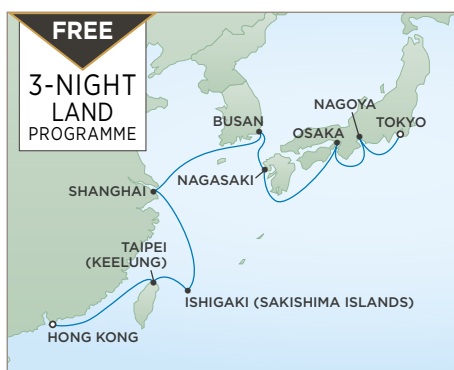 FREE
3-NIGHT
LAND
PROGRAMME
BUSAN
NAGOYA
OSAKA
TOKYO
NAGASAKI
SHANGHAI
TAIPEI
(KEELUNG)
ISHIGAKI (SAKISHIMA ISLANDS)
HONG KONG